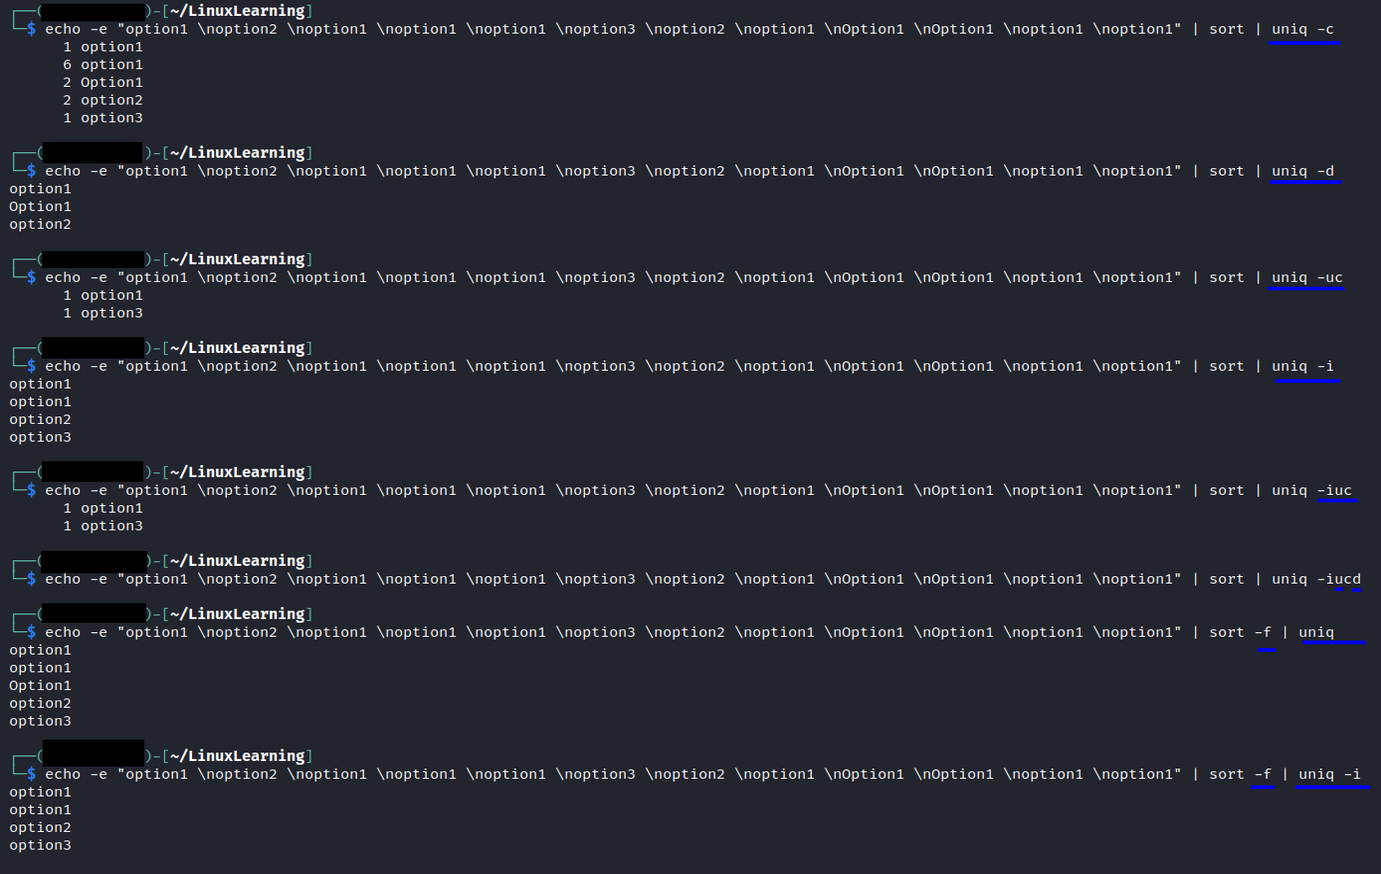 ┌──( )-[~/LinuxLearning]
└─$ echo -e "option1 \noption2 \noption1 \noption1 \noption1 \noption3 \noption2 \noption1 \nOption1 \nOption1 \noption1 \noption1" | sort | uniq -c
1 option1
6 option1
2 Option1
2 option2
1 option3
┌──( )-[~/LinuxLearning]
└─$ echo -e "option1 \noption2 \noption1 \noption1 \noption1 \noption3 \noption2 \noption1 \nOption1 \nOption1 \noption1 \noption1" | sort | uniq -d
option1
Option1
option2
┌──( )-[~/LinuxLearning]
└─$ echo -e "option1 \noption2 \noption1 \noption1 \noption1 \noption3 \noption2 \noption1 \nOption1 \nOption1 \noption1 \noption1" | sort | uniq -uc
1 option1
1 option3
┌──( )-[~/LinuxLearning]
└─$ echo -e "option1 \noption2 \noption1 \noption1 \noption1 \noption3 \noption2 \noption1 \nOption1 \nOption1 \noption1 \noption1" | sort | uniq -i
option1
option1
option2
option3
┌──( )-[~/LinuxLearning]
└─$ echo -e "option1 \noption2 \noption1 \noption1 \noption1 \noption3 \noption2 \noption1 \nOption1 \nOption1 \noption1 \noption1" | sort | uniq -iuc
1 option1
1 option3
┌──( )-[~/LinuxLearning]
└─$ echo -e "option1 \noption2 \noption1 \noption1 \noption1 \noption3 \noption2 \noption1 \nOption1 \nOption1 \noption1 \noption1" | sort | uniq -iucd
┌──( )-[~/LinuxLearning]
└─$ echo -e "option1 \noption2 \noption1 \noption1 \noption1 \noption3 \noption2 \noption1 \nOption1 \nOption1 \noption1 \noption1" | sort -f | uniq
option1
option1
Option1
option2
option3
┌──( )-[~/LinuxLearning]
└─$ echo -e "option1 \noption2 \noption1 \noption1 \noption1 \noption3 \noption2 \noption1 \nOption1 \nOption1 \noption1 \noption1" | sort -f | uniq -i
option1
option1
option2
option3